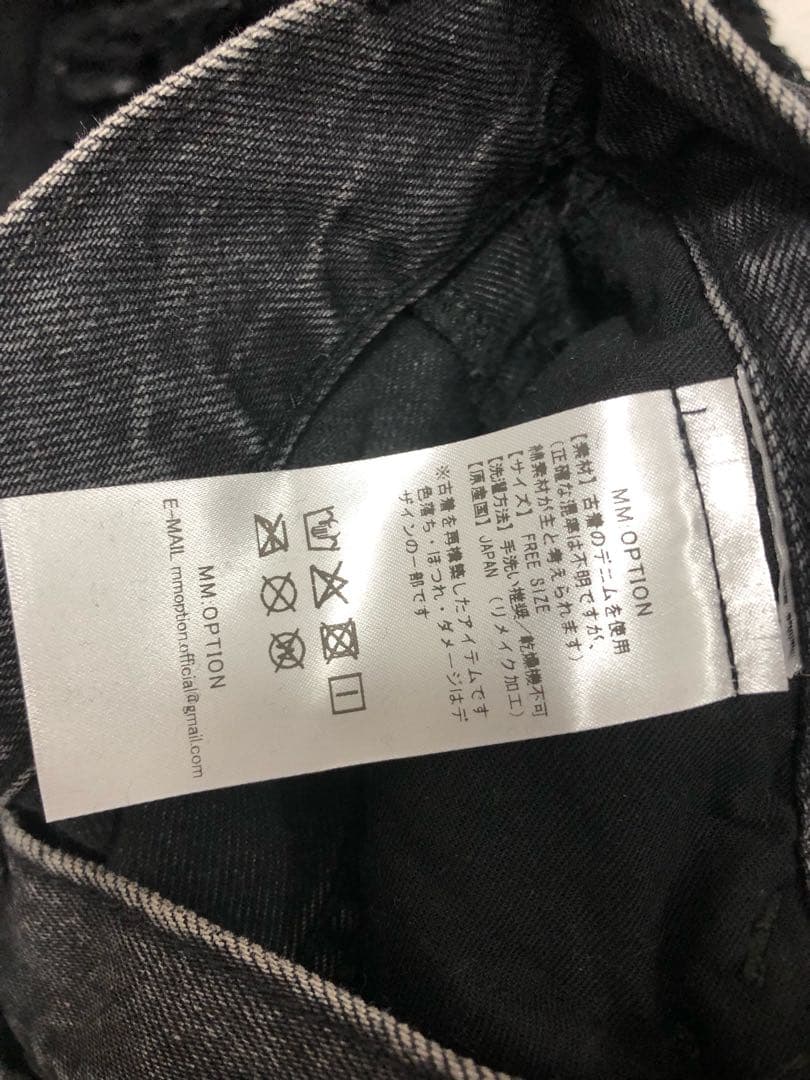 MM:OPTION
【素材】古着のデニムを使用
(正確な混率は不明ですが、
綿素材が主と考えられます)
【サイズ】 FREE SIZE
【洗濯方法】手洗い推奨/乾燥機不可
【原産国】JAPAN (リメイク加工)
※古着を再構築したアイテムです
色落ち・ほつれ・ダメージはデ
ザインの一部です
MM:OPTION
E-MAIL mmoption.official@gmail.com